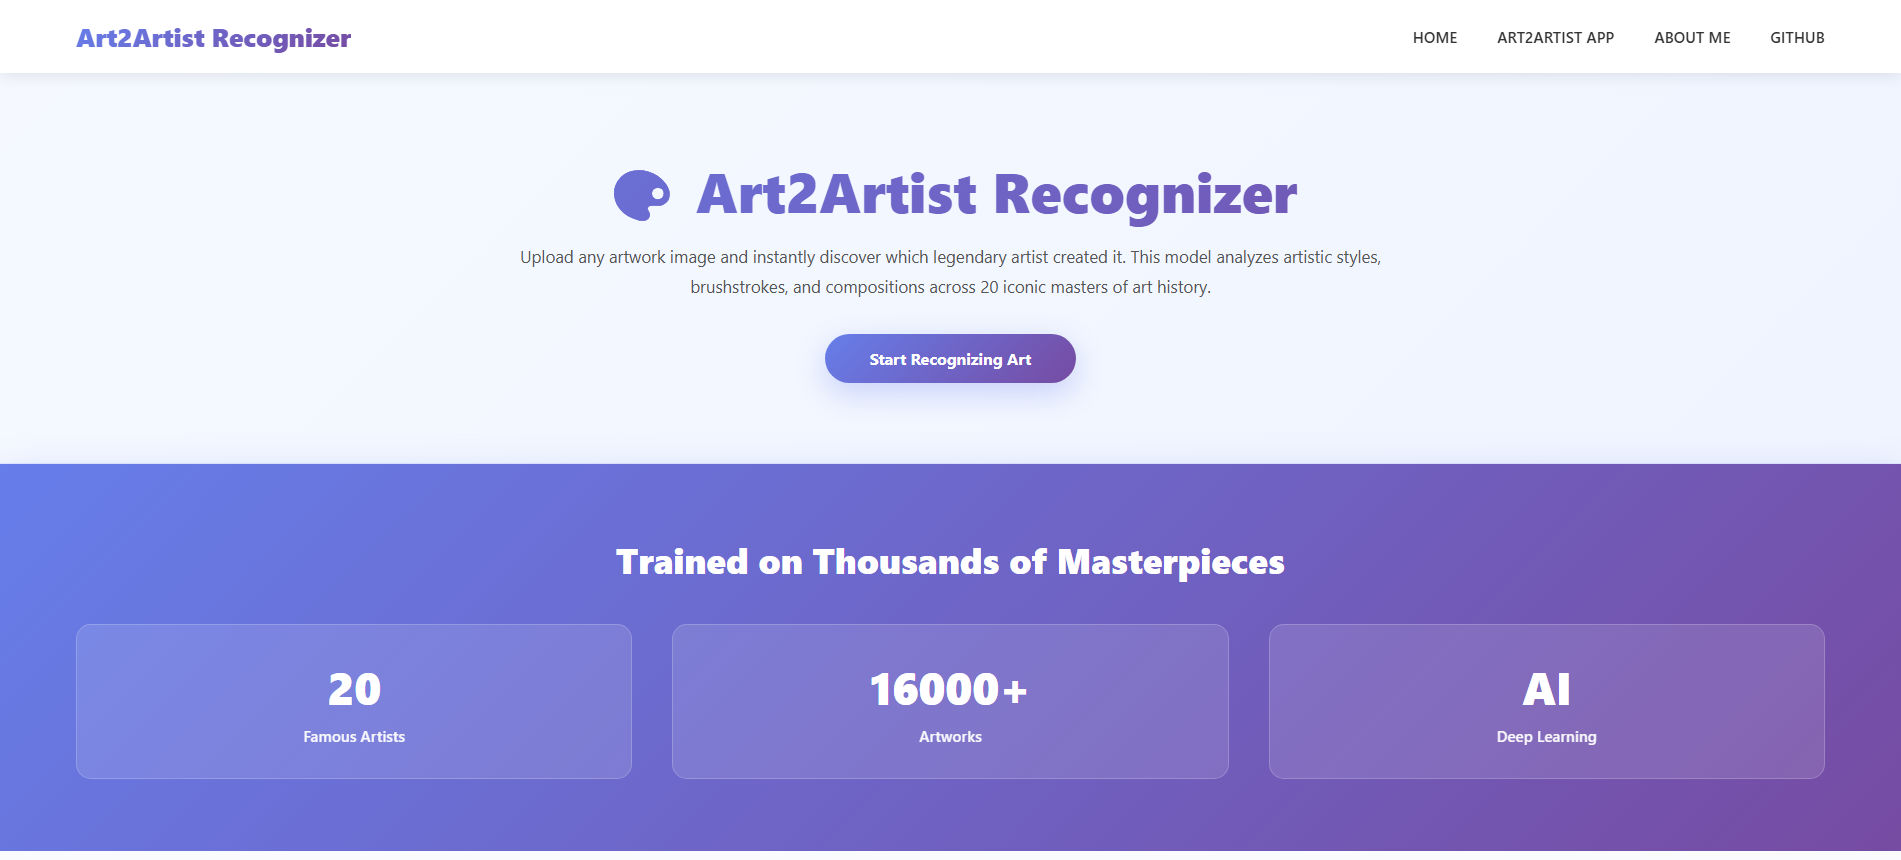 Art2Artist Recognizer
HOME
ART2ARTIST APP
ABOUT ME
GITHUB
Art2Artist Recognizer
Upload any artwork image and instantly discover which legendary artist created it. This model analyzes artistic styles,
brushstrokes, and compositions across 20 iconic masters of art history.
Start Recognizing Art
Trained on Thousands of Masterpieces
20
Famous Artists
16000+
Artworks
AI
Deep Learning